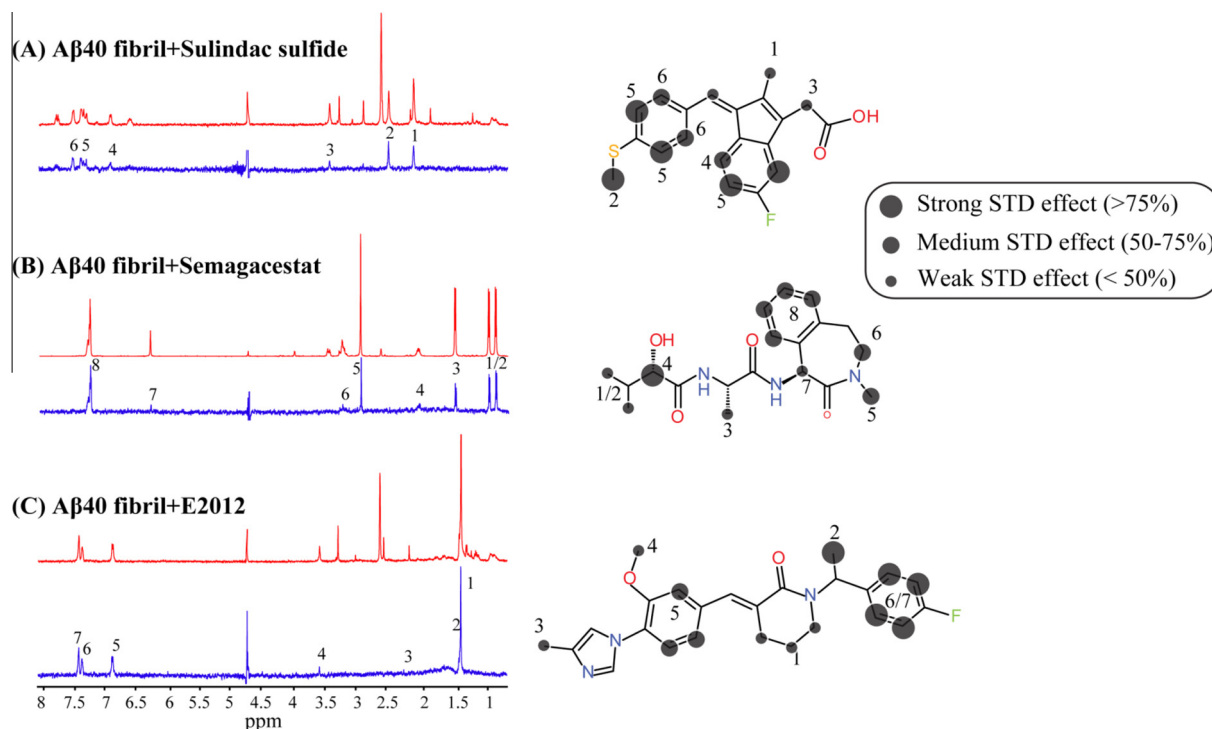 (A) Aβ40 fibril+Sulindac sulfide
6 5 4 3 2 1
1
3
6
5
OH
O
6
S
4
5
2
5
F
Strong STD effect (>75%)
Medium STD effect (50-75%)
Weak STD effect (< 50%)
(B) Aβ40 fibril+Semagacestat
8 7 6 5 4 3 1/2
8
6
OH
4
O
7
N
1/2
N
H
O
N
H
O
5
3
(C) Aβ40 fibril+E2012
7 6 5 4 3 2 1
4
O
O
2
5
N
6/7
F
3
N
N
1
8 7.5 7 6.5 6 5.5 5 4.7 4.5 3.5 3 2.5 2 1.5 1
ppm